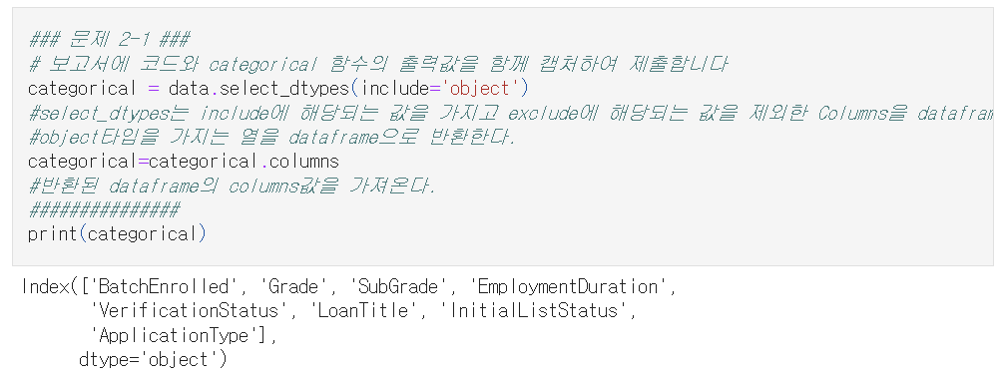 ### 문제 2-1 ###
# 보고서에 코드와 categorical 함수의 출력값을 함께 캡처하여 제출합니다
categorical = data.select_dtypes(include='object')
#select_dtypes는 include에 해당되는 값을 가지고 exclude에 해당되는 값을 제외한 Columns을 datafram
#object타입을 가지는 열을 dataframe으로 반환한다.
categorical=categorical.columns
#반환된 dataframe의 columns값을 가져온다.
###############
print(categorical)
Index(['BatchEnrolled', 'Grade', 'SubGrade', 'EmploymentDuration',
'VerificationStatus', 'LoanTitle', 'InitialListStatus',
'ApplicationType'],
dtype='object')